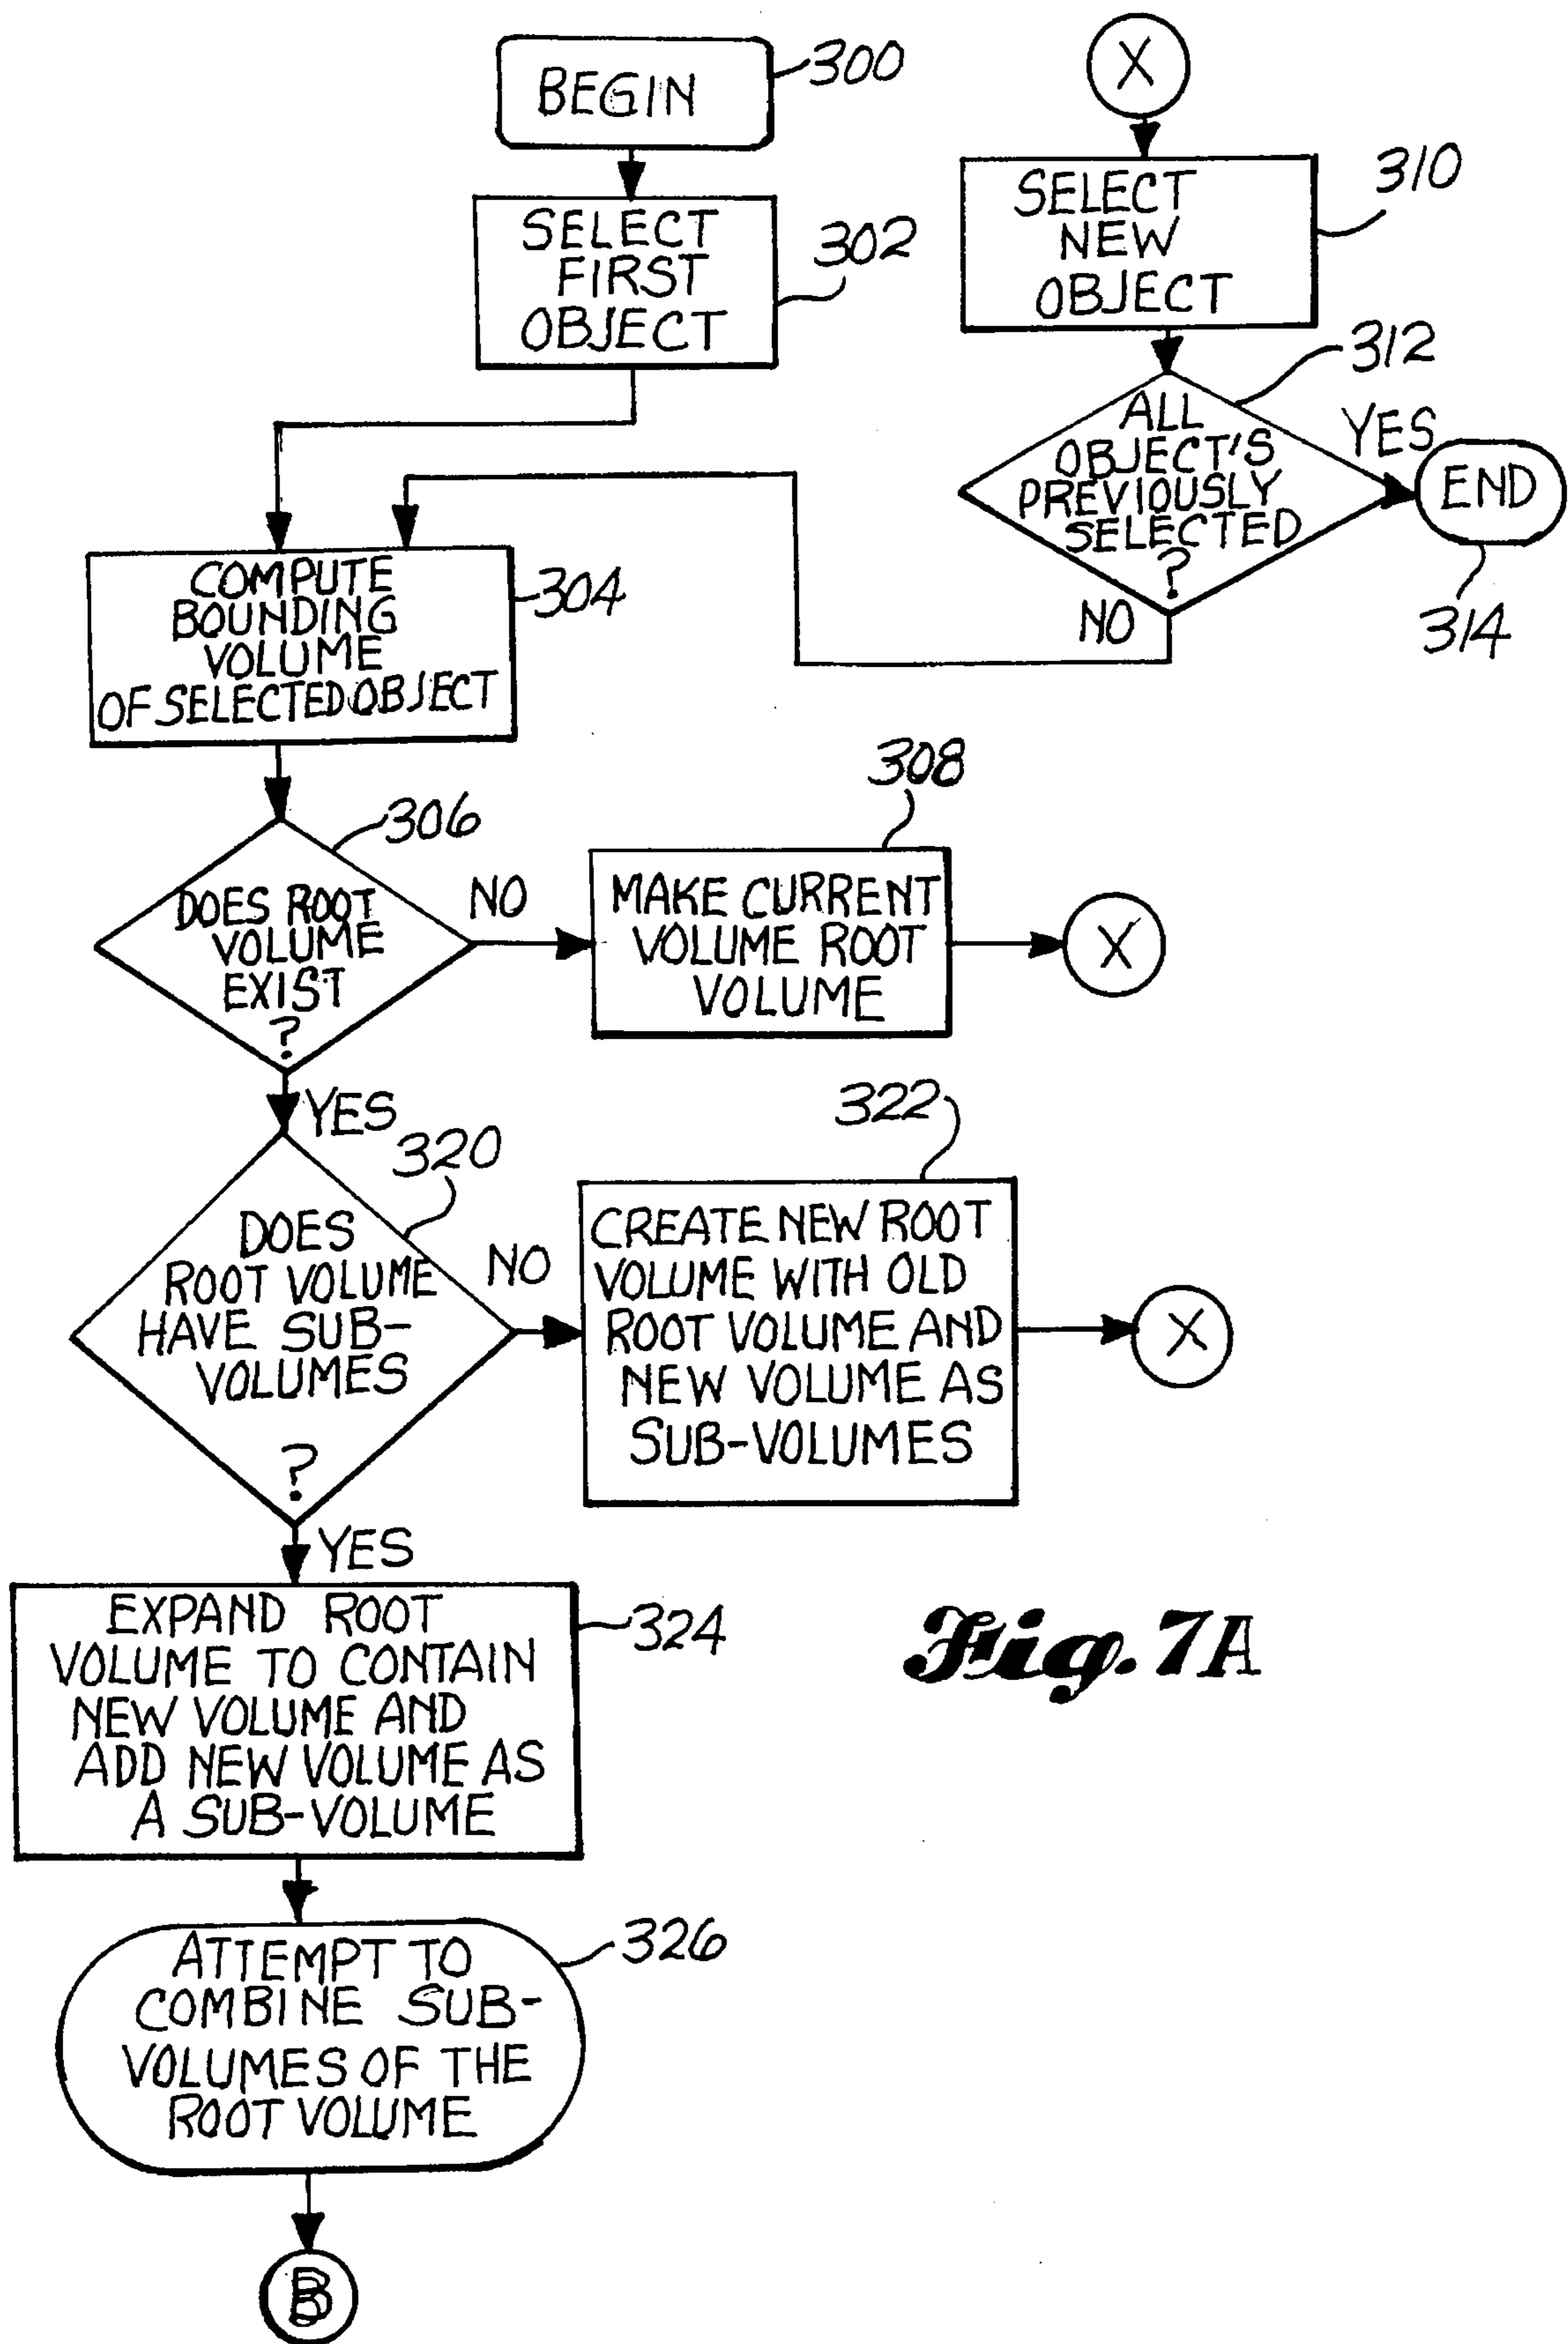 BEGIN
300
SELECT
FIRST
OBJECT
302
X
SELECT
NEW
OBJECT
310
ALL
OBJECT'S
PREVIOUSLY
SELECTED
?
312
YES
END
314
NO
COMPUTE
BOUNDING
VOLUME
OF SELECTED OBJECT
304
DOES ROOT
VOLUME
EXIST
?
306
NO
MAKE CURRENT
VOLUME ROOT
VOLUME
308
X
YES
DOES
ROOT VOLUME
HAVE SUB-
VOLUMES
?
320
NO
CREATE NEW ROOT
VOLUME WITH OLD
ROOT VOLUME AND
NEW VOLUME AS
SUB-VOLUMES
322
X
YES
EXPAND ROOT
VOLUME TO CONTAIN
NEW VOLUME AND
ADD NEW VOLUME AS
A SUB-VOLUME
324
Fig. 7A
ATTEMPT TO
COMBINE SUB-
VOLUMES OF THE
ROOT VOLUME
326
B